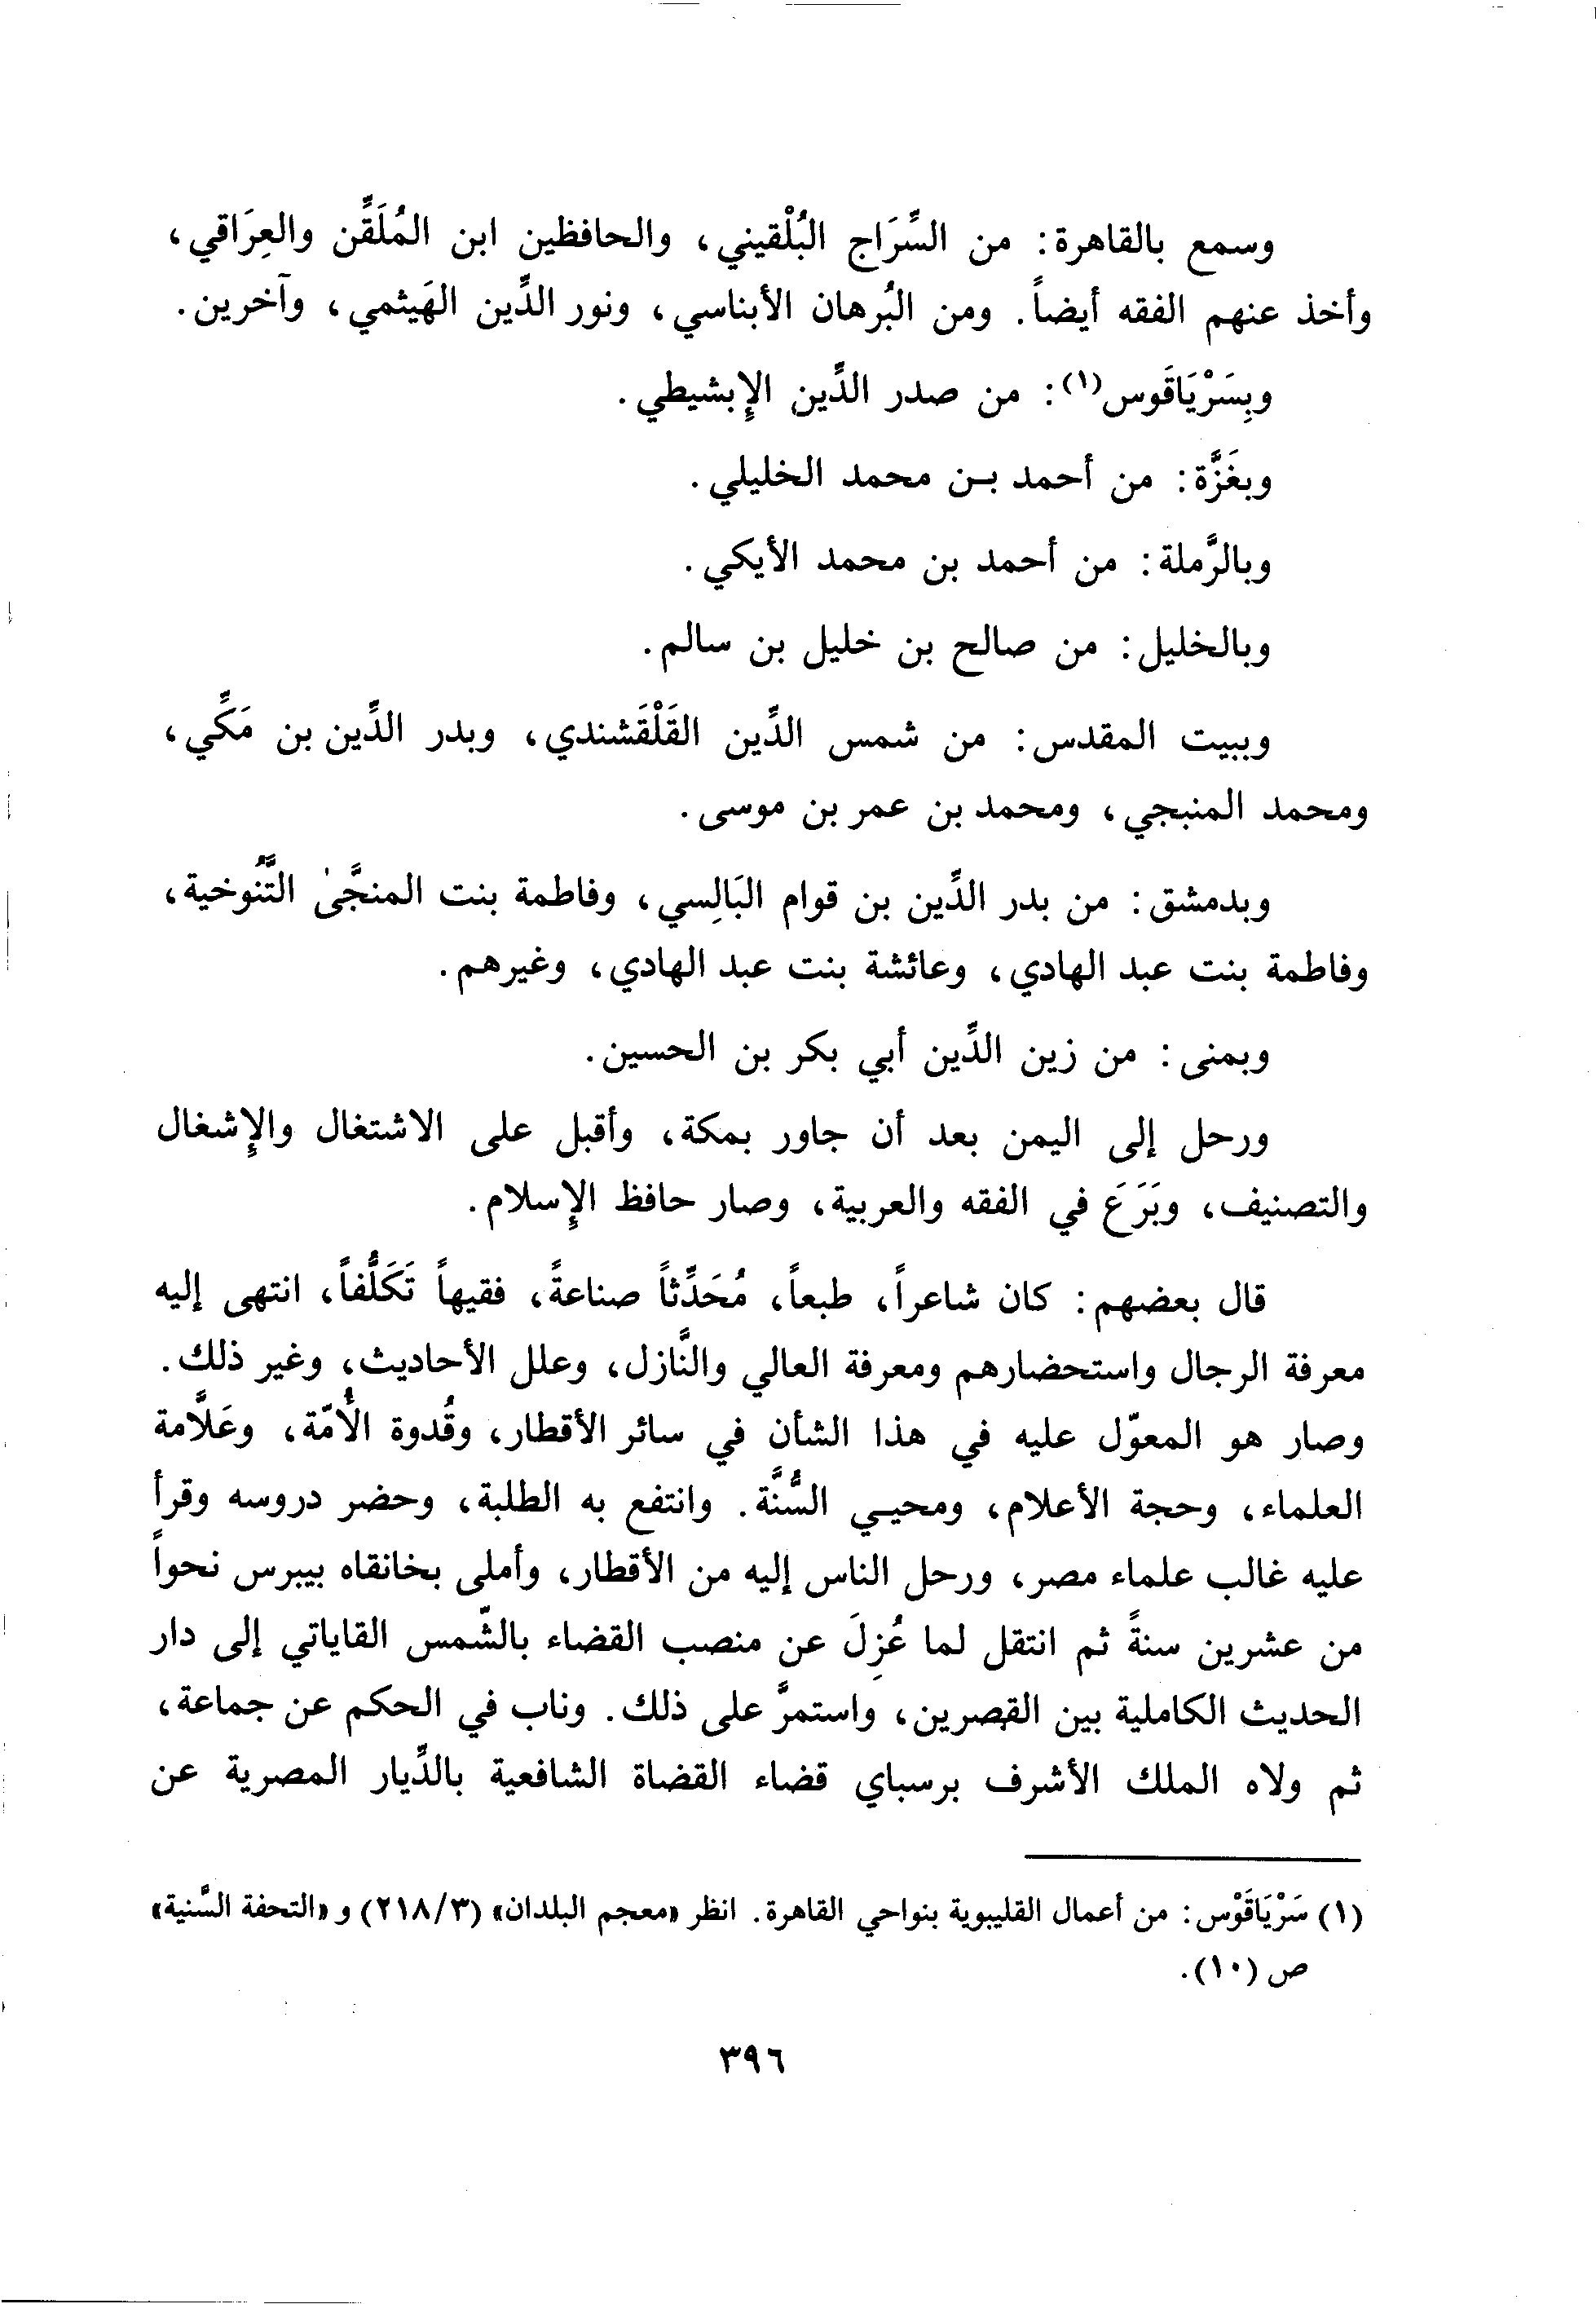 وسمع بالقاهرة: من السِّرَاج البُلْقيني، والحافظين ابن المُلَقِّن والعِرَاقي،
وأخذ عنهم الفقه أيضاً. ومن البُرهان الأبناسي، ونور الدِّين الهَيثمي، وآخرين.
وبِسَرْيَاقَوس(١): من صدر الدِّين الإبشيطي.
وبغَزَّة: من أحمد بن محمد الخليلي.
وبالرَّملة: من أحمد بن محمد الأيكي.
وبالخليل: من صالح بن خليل بن سالم.
وببيت المقدس: من شمس الدِّين القَلْقَشندي، وبدر الدِّين بن مَكِّي،
ومحمد المنبجي، ومحمد بن عمر بن موسى.
وبدمشق: من بدر الدِّين بن قوام البَالِسي، وفاطمة بنت المنجَّىٰ التَّنُوخية،
وفاطمة بنت عبد الهادي، وعائشة بنت عبد الهادي، وغيرهم.
وبمنى: من زين الدِّين أبي بكر بن الحسين.
ورحل إلى اليمن بعد أن جاور بمكة، وأقبل على الاشتغال والإشغال
والتصنيف، وبَرَعَ في الفقه والعربية، وصار حافظ الإسلام.
قال بعضهم: كان شاعراً، طبعاً، مُحَدِّثاً صناعةً، فقيهاً تَكَلُّفاً، انتهى إليه
معرفة الرجال واستحضارهم ومعرفة العالي والنَّازل، وعلل الأحاديث، وغير ذلك.
وصار هو المعوّل عليه في هذا الشأن في سائر الأقطار، وقُدوة الأُمّة، وعَلاَّمة
العلماء، وحجة الأعلام، ومحيي السُّنَّة. وانتفع به الطلبة، وحضر دروسه وقرأ
عليه غالب علماء مصر، ورحل الناس إليه من الأقطار، وأملى بخانقاه بيبرس نحواً
من عشرين سنةً ثم انتقل لما عُزِلَ عن منصب القضاء بالشّمس القاياتي إلى دار
الحديث الكاملية بين القصرين، واستمرَّ على ذلك. وناب في الحكم عن جماعة،
ثم ولاه الملك الأشرف برسباي قضاء القضاة الشافعية بالدِّيار المصرية عن
(١) سَرْيَاقَوْس: من أعمال القليبوية بنواحي القاهرة. انظر «معجم البلدان» (٢١٨/٣) و «التحفة السَّنية»
ص (١٠).
٣٩٦